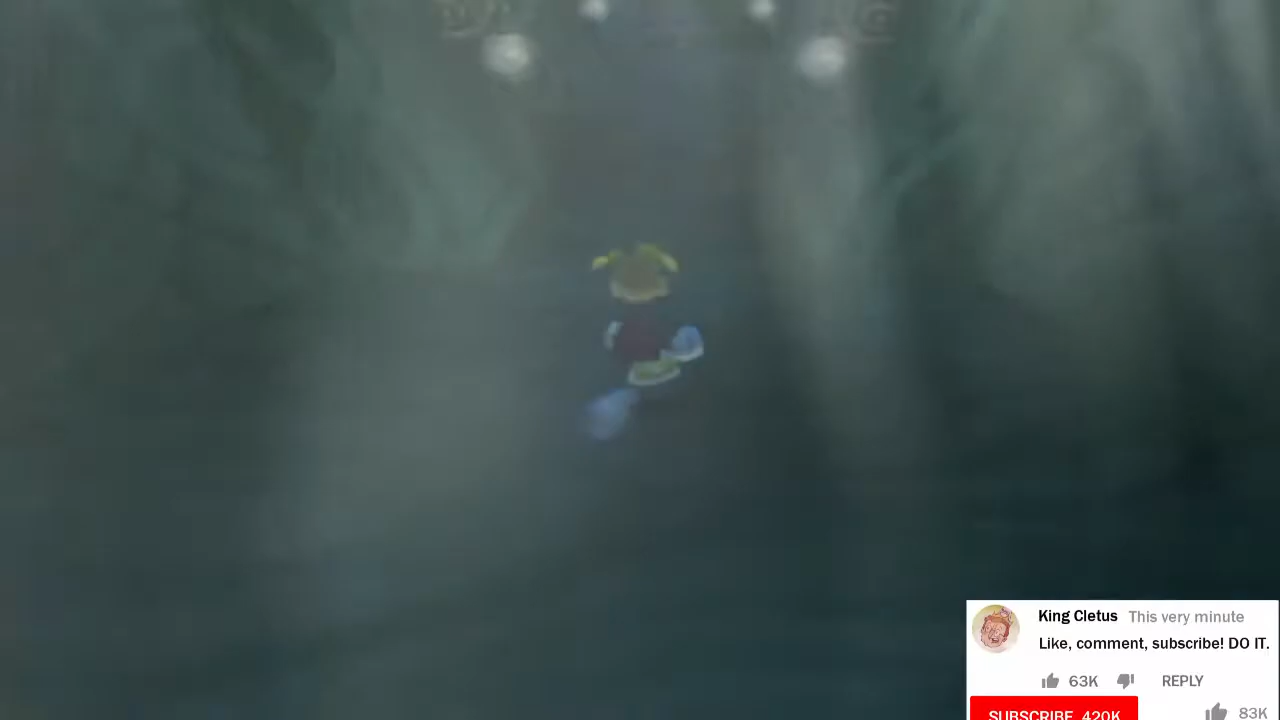 King Cletus This very minute
Like, comment, subscribe! DO IT.
63K REPLY
SUBSCRIBE 420K 83K